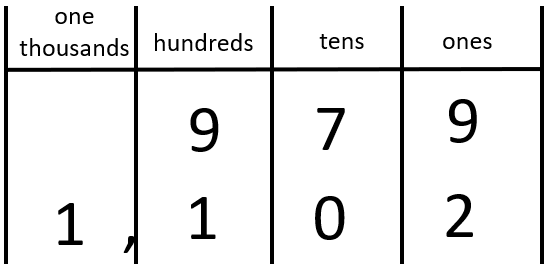 one thousands hundreds tens ones
9 7 9
1 , 1 0 2